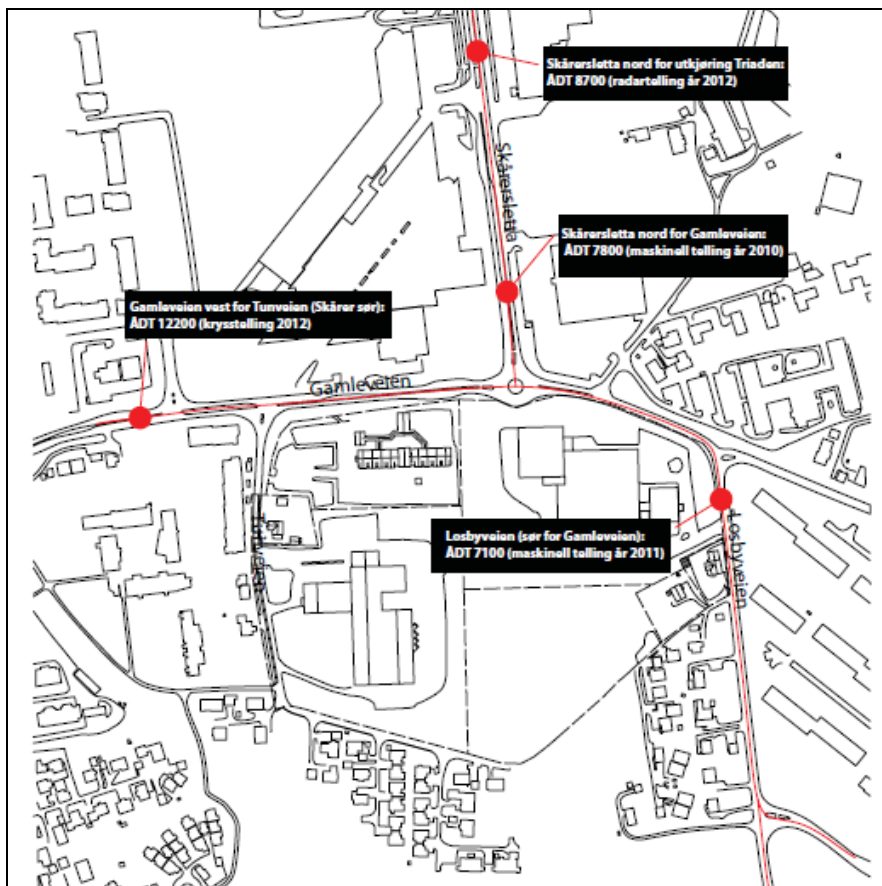 Skårersletta nord for utkjøring Triaden:
ÅDT 8700 (radartelling år 2012)
Skårersletta
Skårersletta nord for Gamleveien:
ÅDT 7800 (maskinell telling år 2010)
Gamleveien vest for Tunveien (Skårer sør):
ÅDT 12200 (krysstelling 2012)
Gamleveien
Losbyveien (sør for Gamleveien):
ÅDT 7100 (maskinell telling år 2011)
Tunveien
Losbyveien